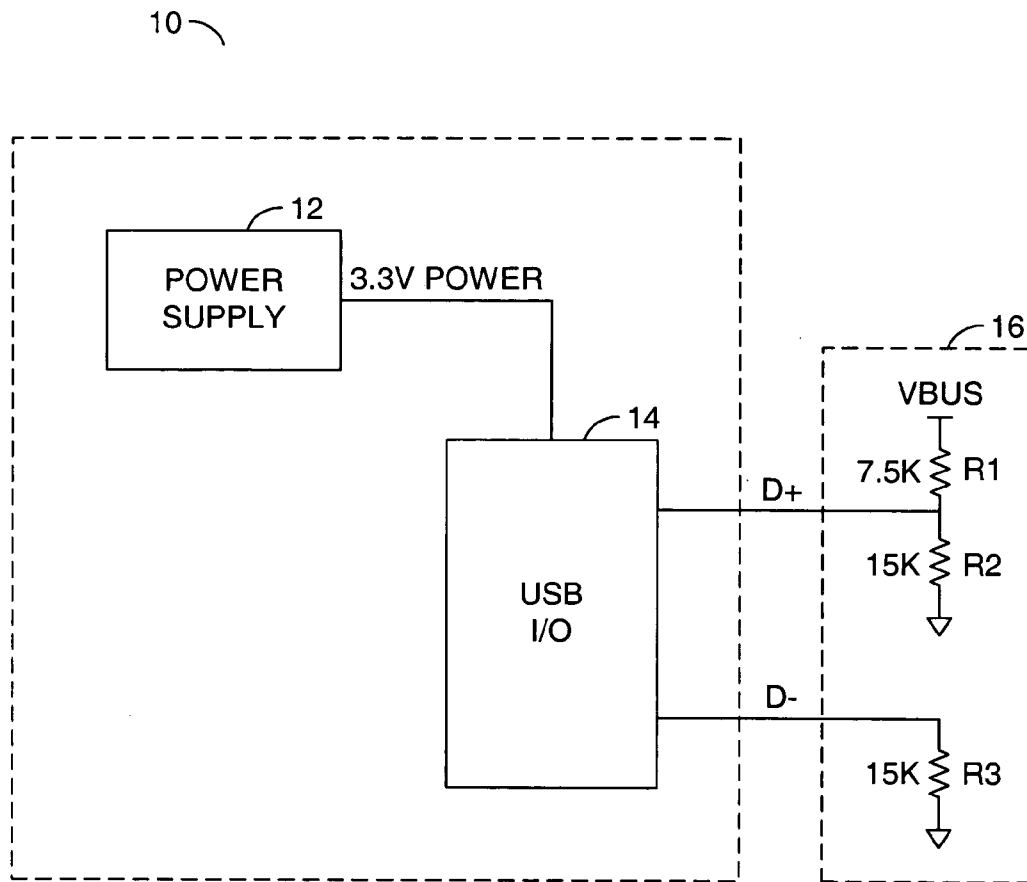 10
12
POWER
SUPPLY
3.3V POWER
16
VBUS
14
7.5K R1
D+
15K R2
USB
I/O
D-
15K R3